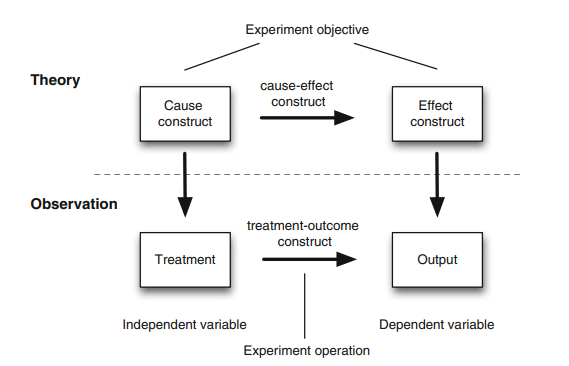 Experiment objective
Theory
cause-effect
construct
Cause
construct
Effect
construct
Observation
treatment-outcome
construct
Treatment
Output
Independent variable
Dependent variable
Experiment operation